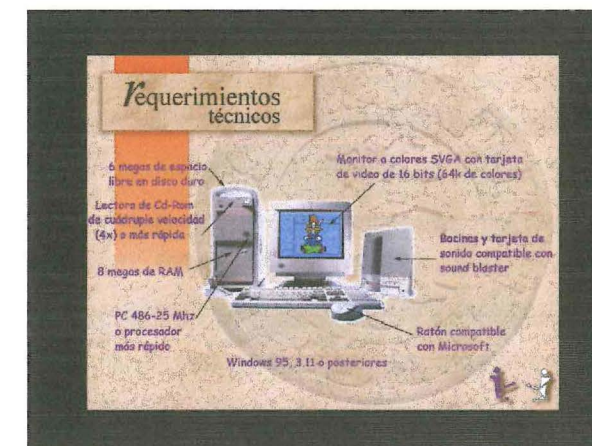 requerimientos
técnicos
6 megas de espacio
libre en disco duro
Lectora de Cd-Rom
de cuádruple velocidad
(4x) o más rápida
8 megas de RAM
PC 486-25 Mhz
o procesador
más rápido
Monitor a colores SVGA con tarjeta
de video de 16 bits (64k de colores)
Bocinas y tarjeta de
sonido compatible con
sound blaster
Ratón compatible
con Microsoft
Windows 95, 3.11 o posteriores